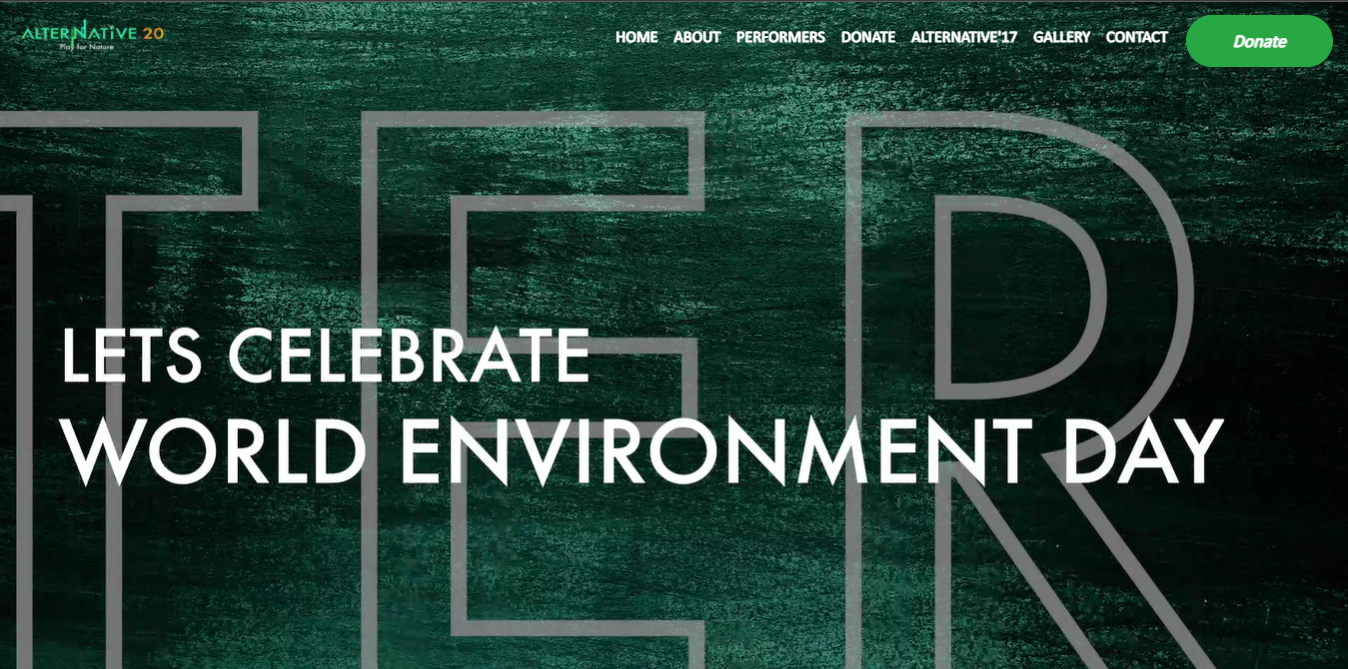 ALTERNATiVE 20
Play for Nature
HOME ABOUT PERFORMERS DONATE ALTERNATIVE'17 GALLERY CONTACT Donate
TER
LETS CELEBRATE
WORLD ENVIRONMENT DAY